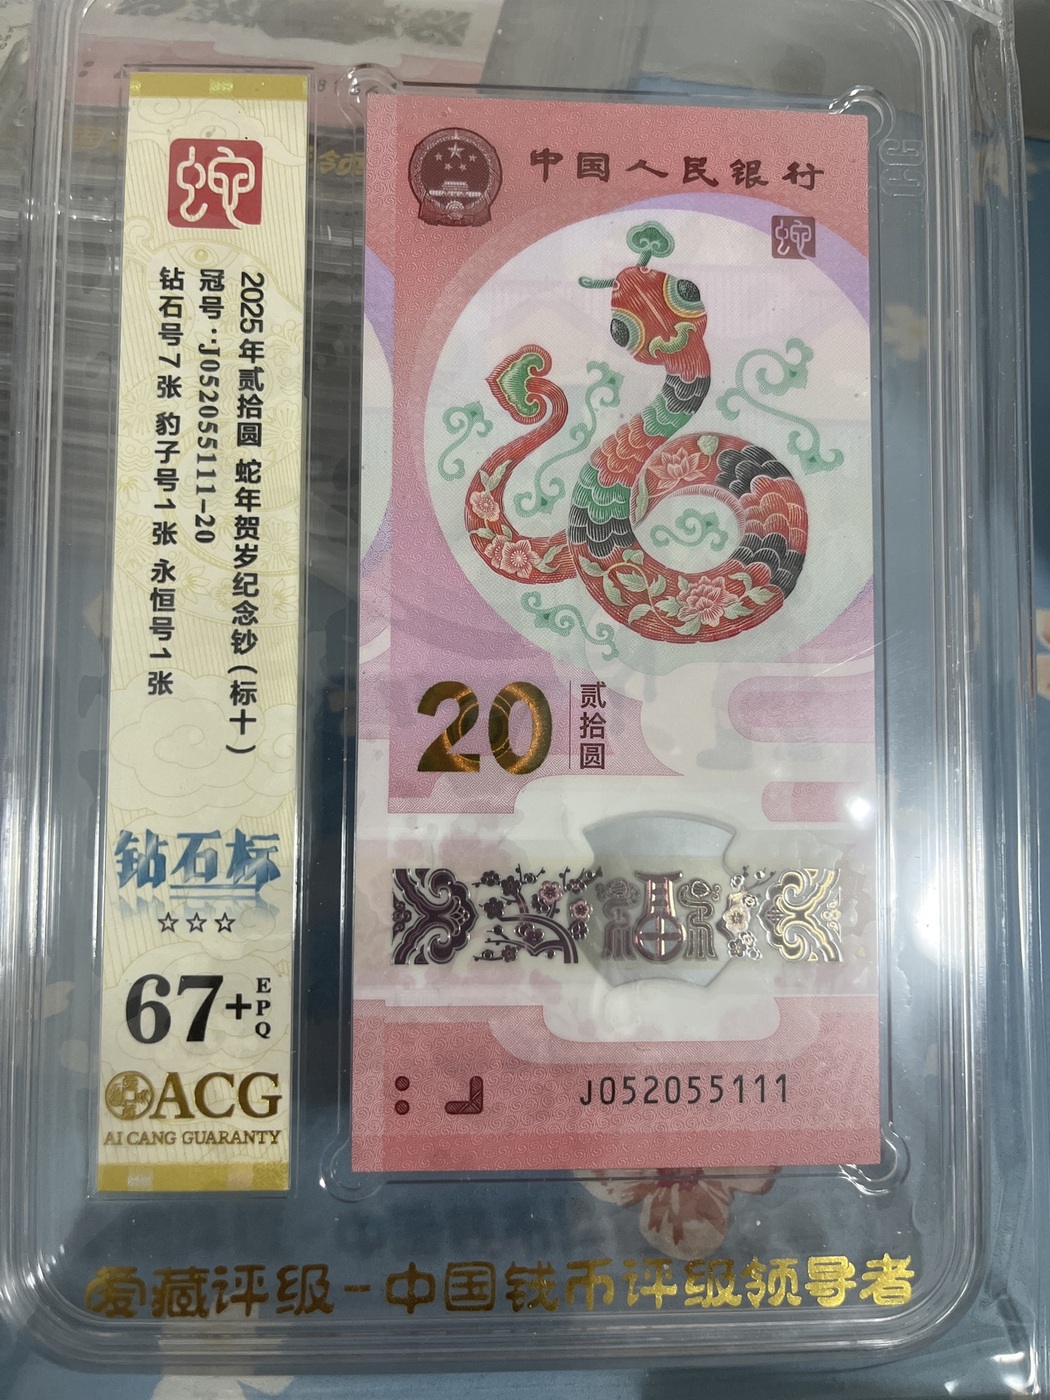 蛇
2025年贰拾圆 蛇年贺岁纪念钞（标十）
冠号：J052055111-20
钻石号7张 豹子号1张 永恒号1张
钻石标
☆☆☆
67+
EPQ
ACG
AI CANG GUARANTY
中国人民银行
蛇
20
贰拾圆
J052055111
爱藏评级-中国钱币评级领导者